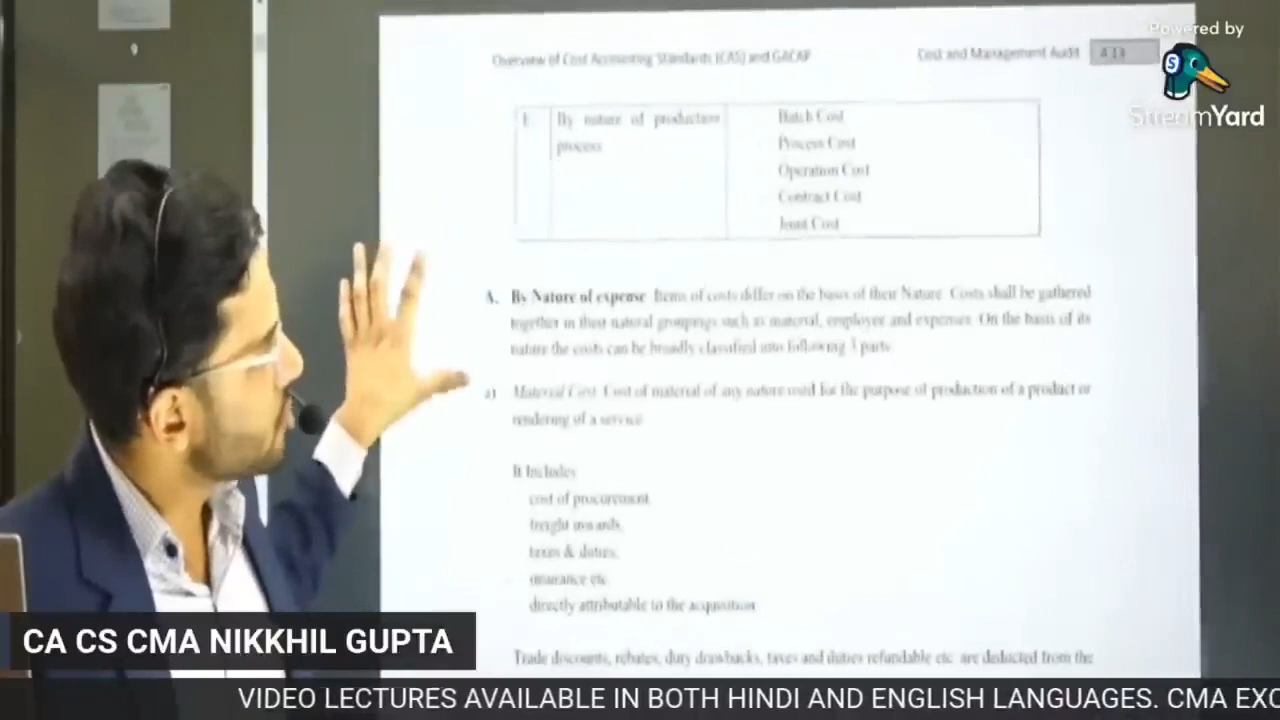 Powered by
StreamYard
Overview of Cost Accounting Standards (CAS) and GACAP
Cost and Management Audit
4.13
By nature of production process
Batch Cost
Process Cost
Operation Cost
Contract Cost
Joint Cost
A. By Nature of expense Items of costs differ on the basis of their Nature. Costs shall be gathered
together in their natural groupings such as material, employee and expenses. On the basis of its
nature the costs can be broadly classified into following 3 parts
a) Material Cost. Cost of material of any nature used for the purpose of production of a product or
rendering of a service
It Includes
cost of procurement
freight inwards,
taxes & duties,
insurance etc
directly attributable to the acquisition
Trade discounts, rebates, duty drawbacks, taxes and duties refundable etc. are deducted from the
CA CS CMA NIKKHIL GUPTA
VIDEO LECTURES AVAILABLE IN BOTH HINDI AND ENGLISH LANGUAGES. CMA EXC